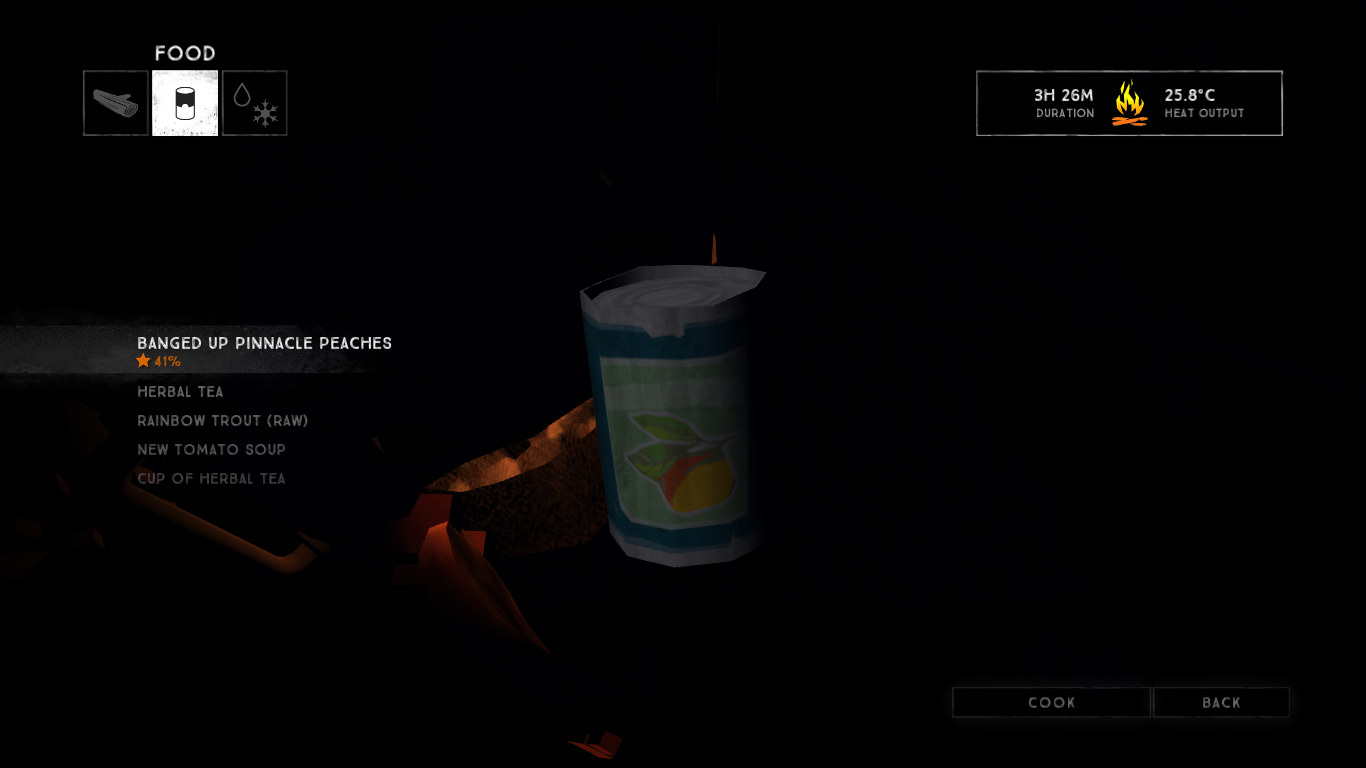 FOOD
3H 26M
DURATION
25.8°C
HEAT OUTPUT
BANGED UP PINNACLE PEACHES
41%
HERBAL TEA
RAINBOW TROUT (RAW)
NEW TOMATO SOUP
CUP OF HERBAL TEA
COOK
BACK